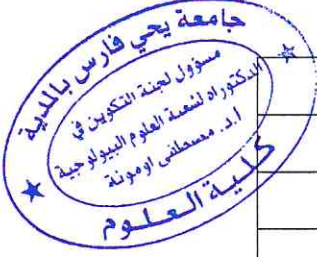 جامعة يحي فارس بالمدية
مسؤول لجنة التكوين في
الدكتوراه لشعبة العلوم البيولوجية
أ.د. مصطفى اومونة
كلية العلوم